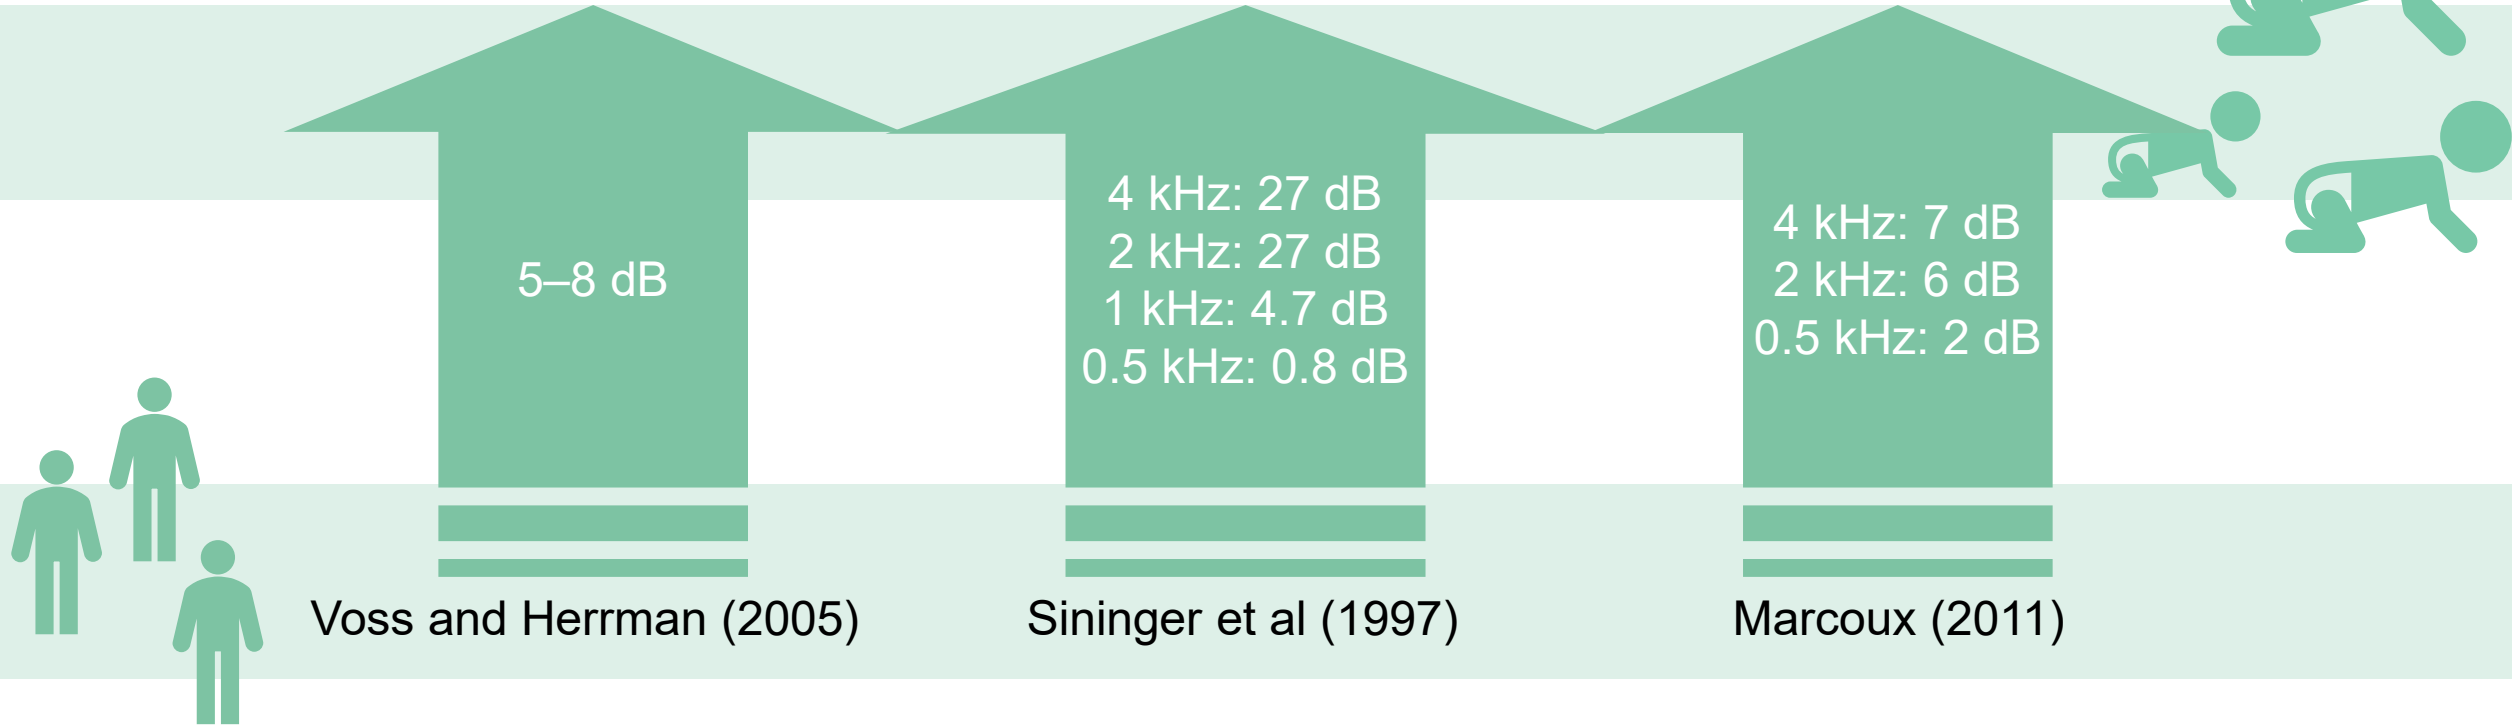 5–8 dB
4 kHz: 27 dB
2 kHz: 27 dB
1 kHz: 4.7 dB
0.5 kHz: 0.8 dB
4 kHz: 7 dB
2 kHz: 6 dB
0.5 kHz: 2 dB
Voss and Herrman (2005)
Sininger et al (1997)
Marcoux (2011)